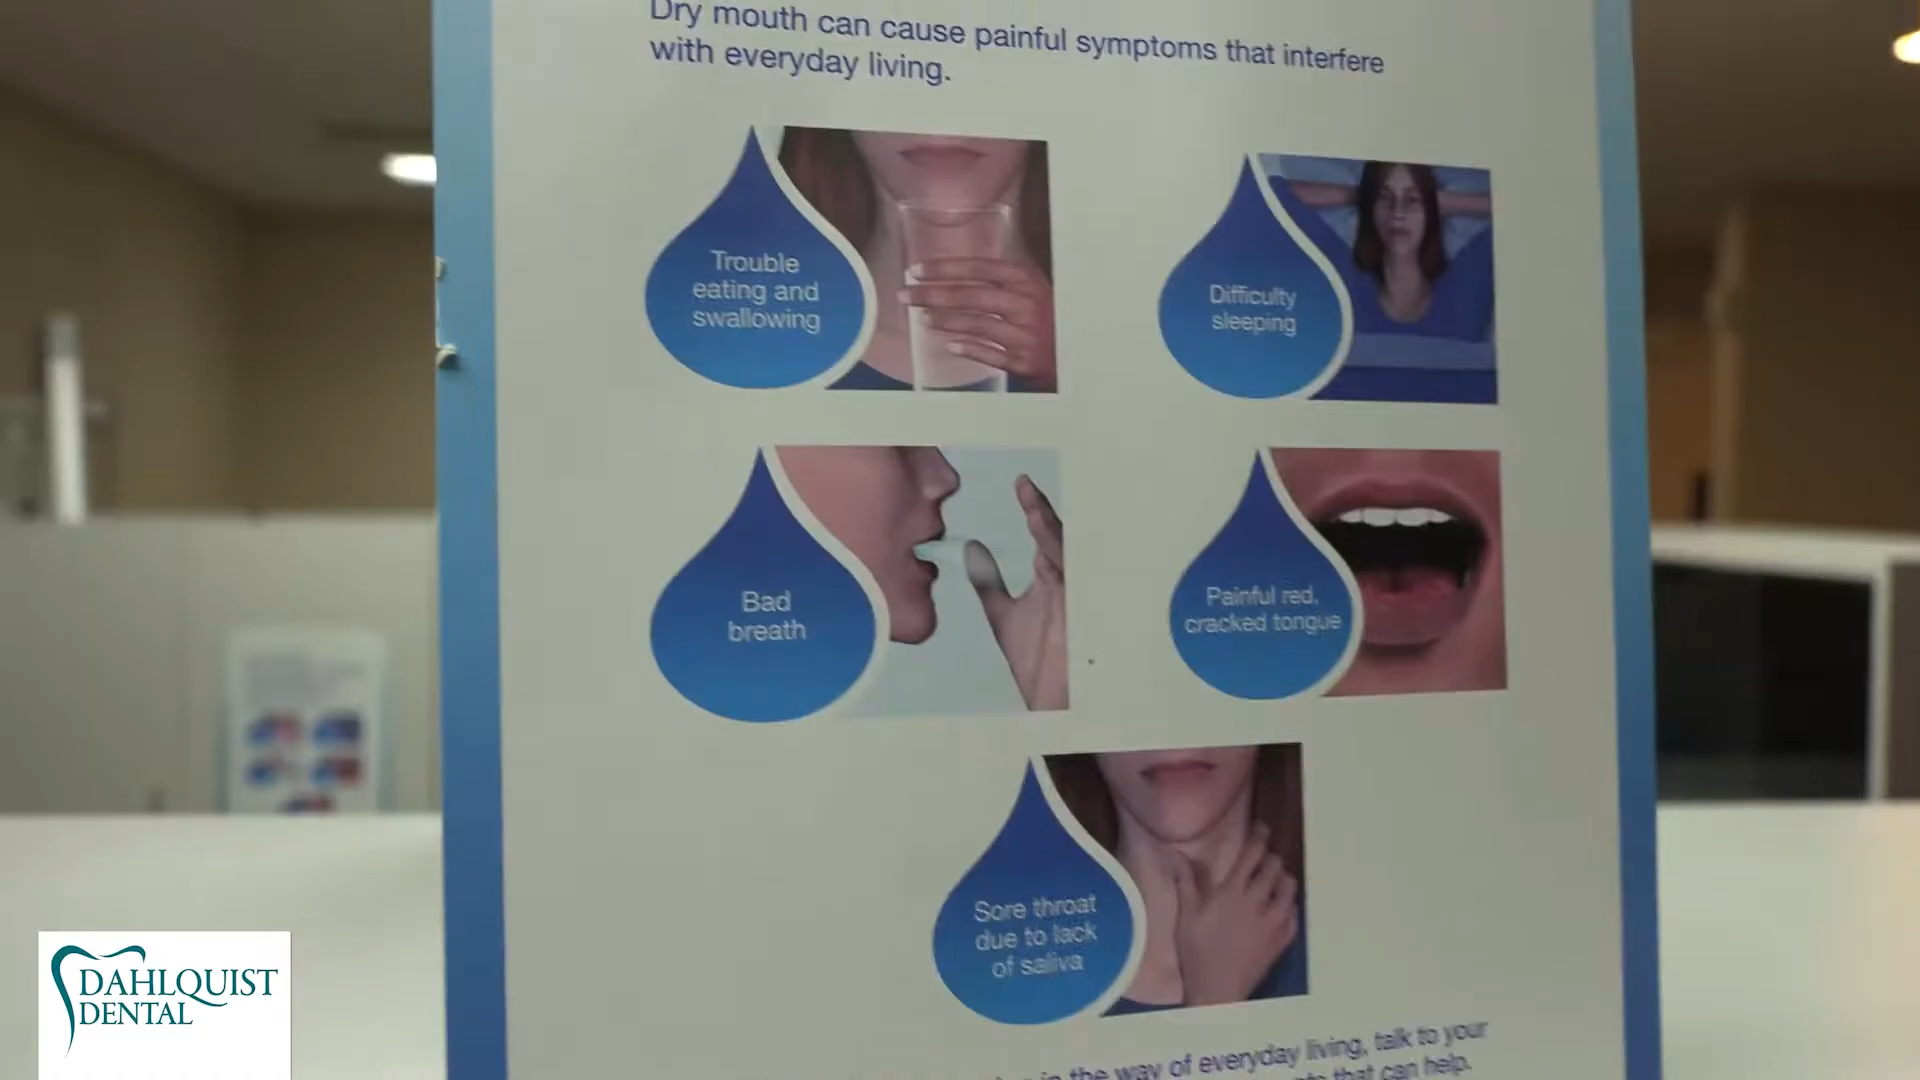 Dry mouth can cause painful symptoms that interfere
with everyday living.
Trouble
eating and
swallowing
Difficulty
sleeping
Bad
breath
Painful red,
cracked tongue
Sore throat
due to lack
of saliva
in the way of everyday living, talk to your
that can help.
DAHLQUIST
DENTAL